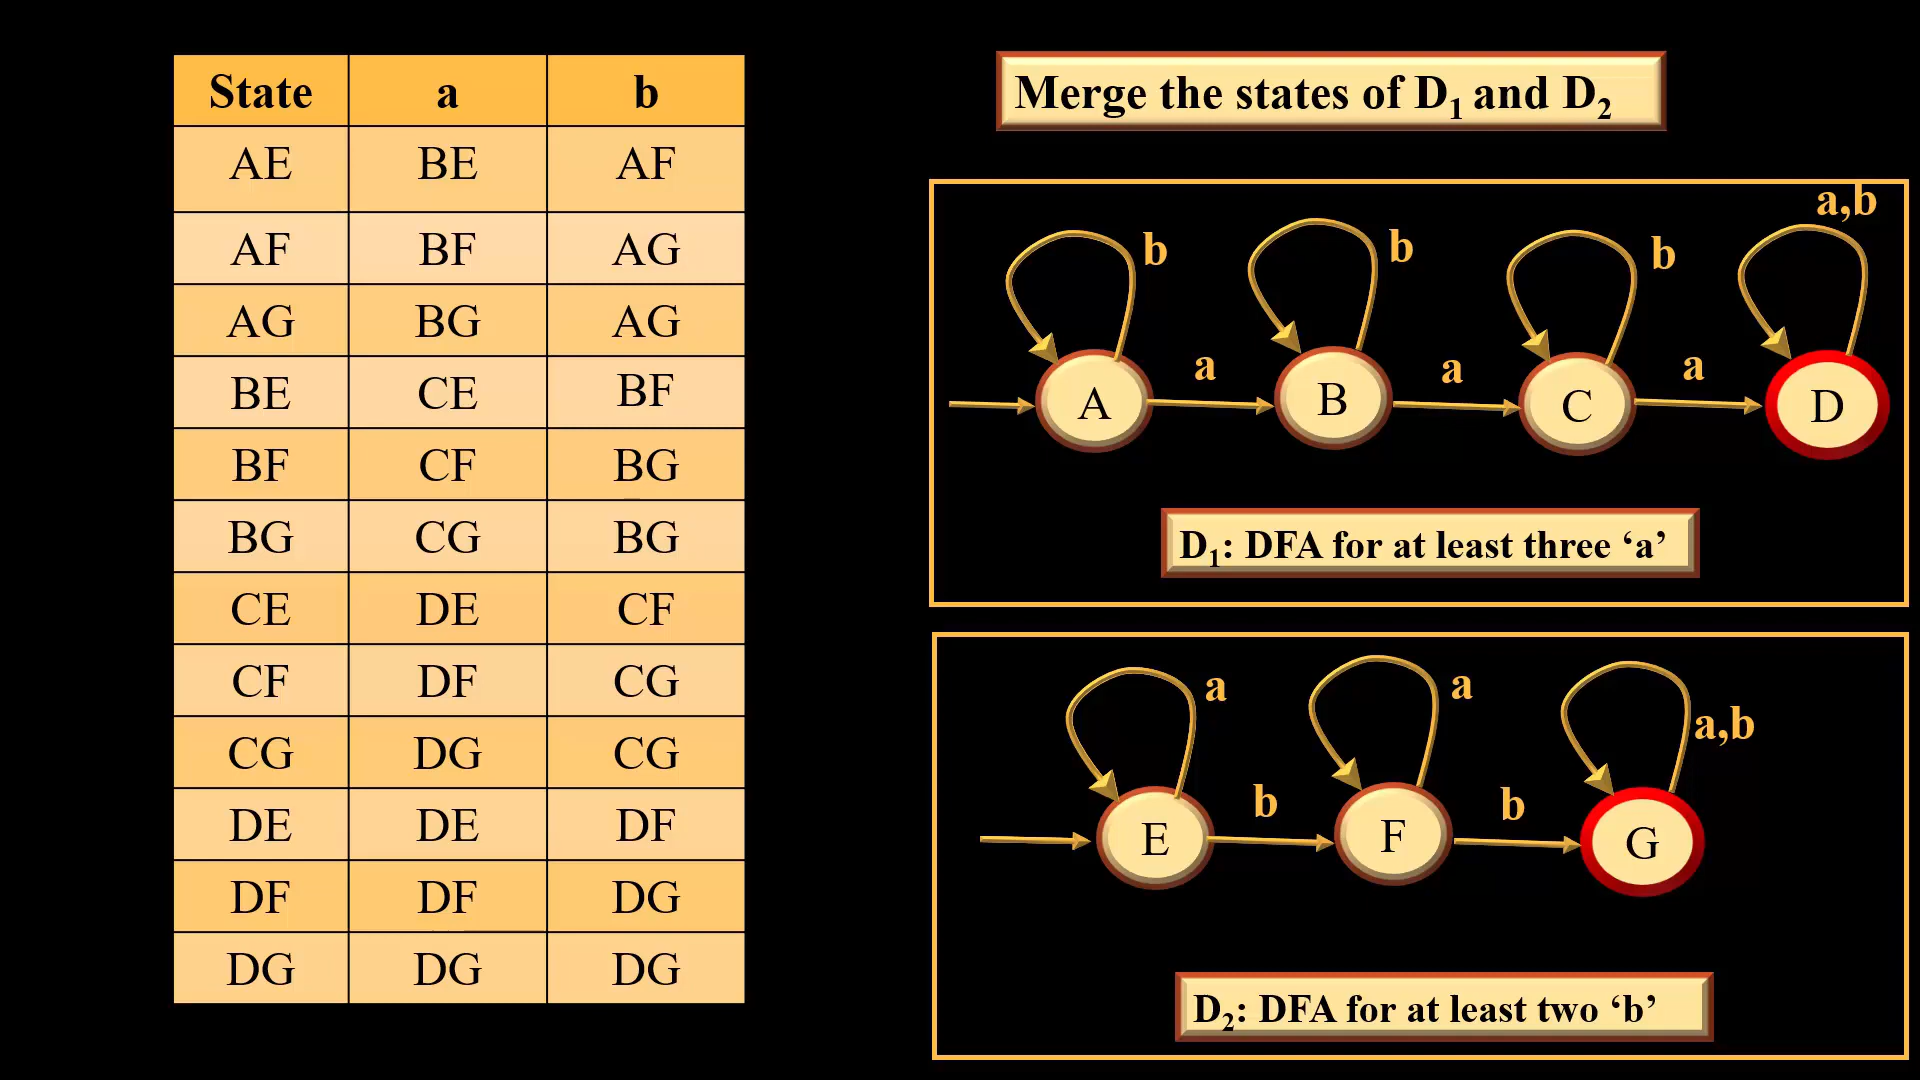 State a b
AE BE AF
AF BF AG
AG BG AG
BE CE BF
BF CF BG
BG CG BG
CE DE CF
CF DF CG
CG DG CG
DE DE DF
DF DF DG
DG DG DG
Merge the states of D₁ and D₂
a,b
b b b
a a a
A B C D
D₁: DFA for at least three ‘a’
a a a,b
b b
E F G
D₂: DFA for at least two ‘b’